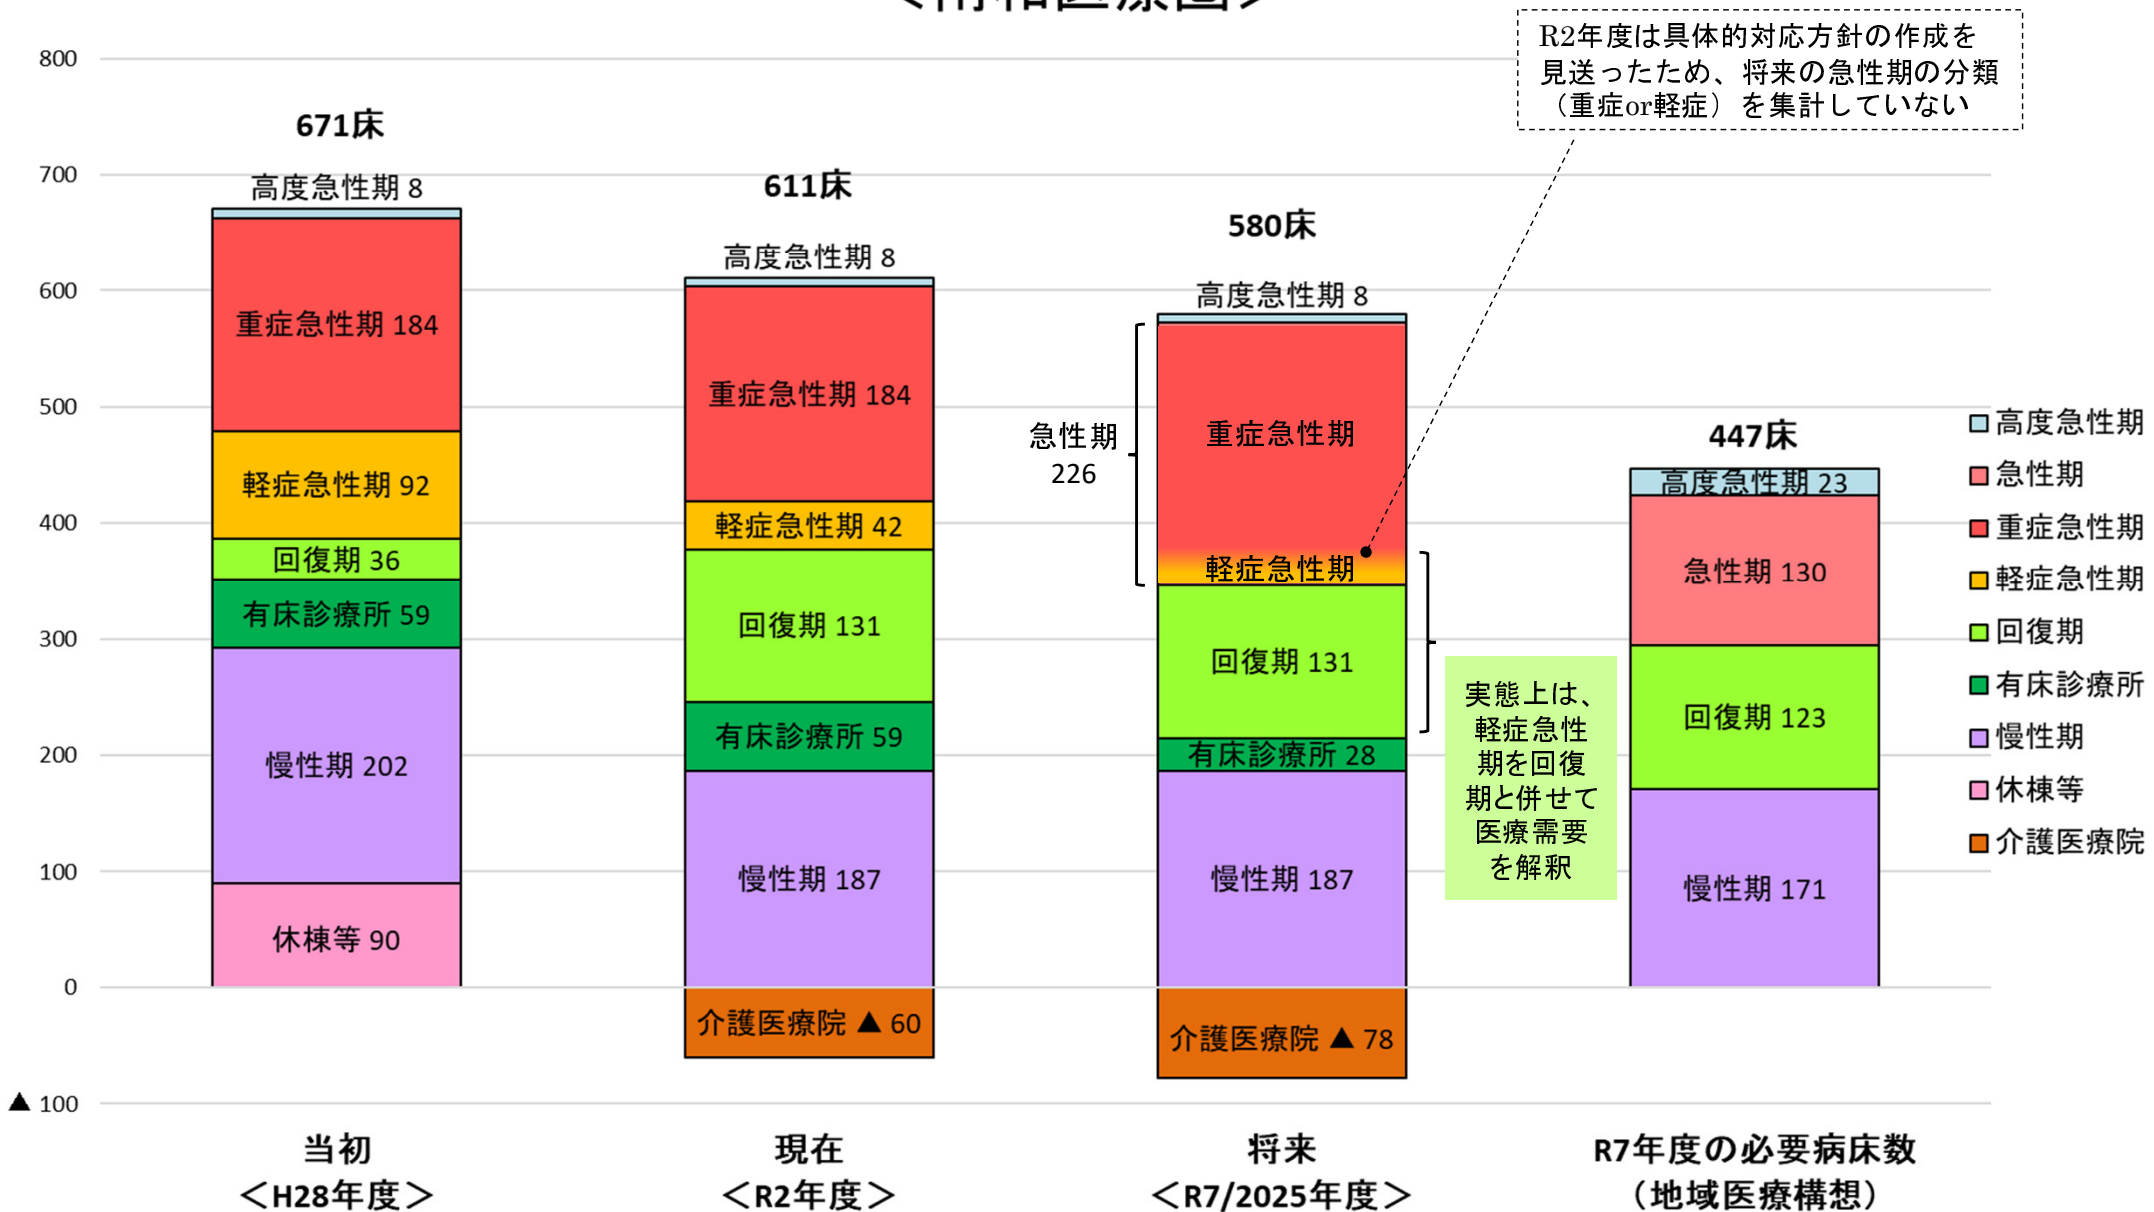 R2年度は具体的対応方針の作成を
見送ったため、将来の急性期の分類
（重症or軽症）を集計していない
800
700
600
500
400
300
200
100
0
▲ 100
671床
高度急性期 8
重症急性期 184
軽症急性期 92
回復期 36
有床診療所 59
慢性期 202
休棟等 90
611床
高度急性期 8
重症急性期 184
軽症急性期 42
回復期 131
有床診療所 59
慢性期 187
介護医療院 ▲ 60
580床
高度急性期 8
急性期
226
重症急性期
軽症急性期
回復期 131
有床診療所 28
慢性期 187
介護医療院 ▲ 78
実態上は、
軽症急性
期を回復
期と併せて
医療需要
を解釈
447床
高度急性期 23
急性期 130
回復期 123
慢性期 171
高度急性期
急性期
重症急性期
軽症急性期
回復期
有床診療所
慢性期
休棟等
介護医療院
当初
＜H28年度＞
現在
＜R2年度＞
将来
＜R7/2025年度＞
R7年度の必要病床数
（地域医療構想）